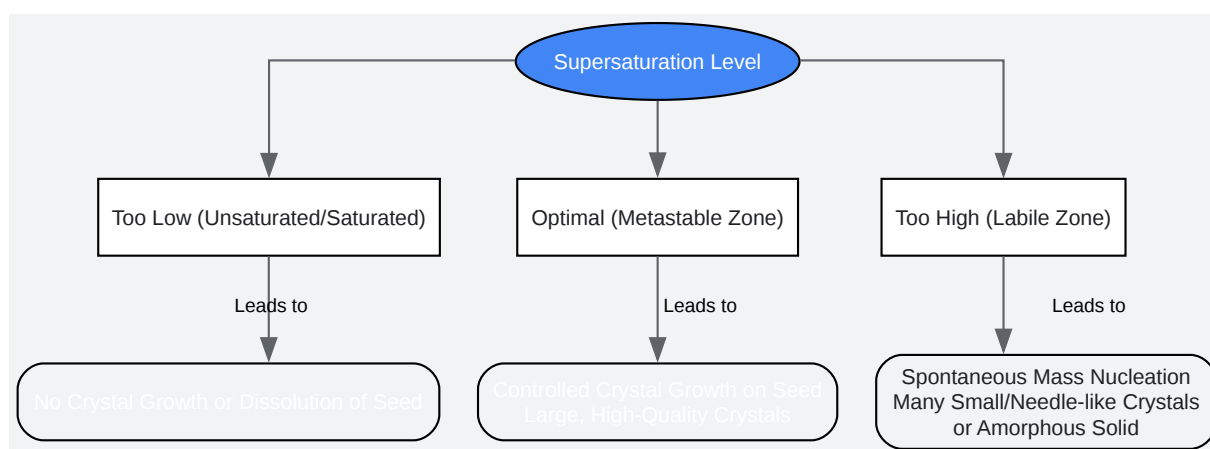 Supersaturation Level
Too Low (Unsaturated/Saturated)
Optimal (Metastable Zone)
Too High (Labile Zone)
Leads to
Leads to
Leads to
No Crystal Growth or Dissolution of Seed
Controlled Crystal Growth on Seed
Large, High-Quality Crystals
Spontaneous Mass Nucleation
Many Small/Needle-like Crystals
or Amorphous Solid